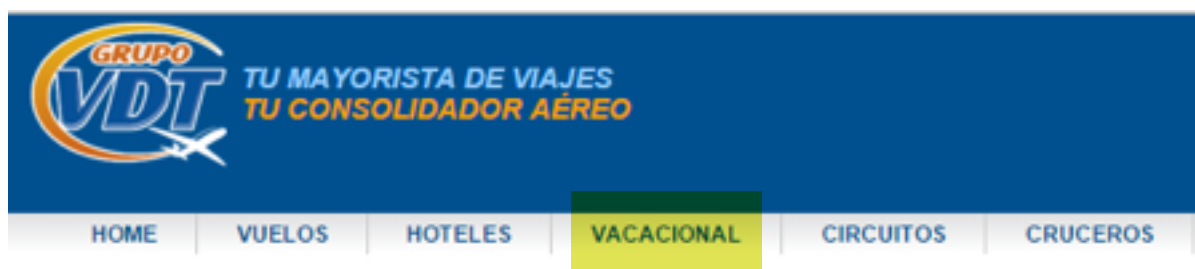 GRUPO
VDT
TU MAYORISTA DE VIAJES
TU CONSOLIDADOR AÉREO
HOME VUELOS HOTELES VACACIONAL CIRCUITOS CRUCEROS